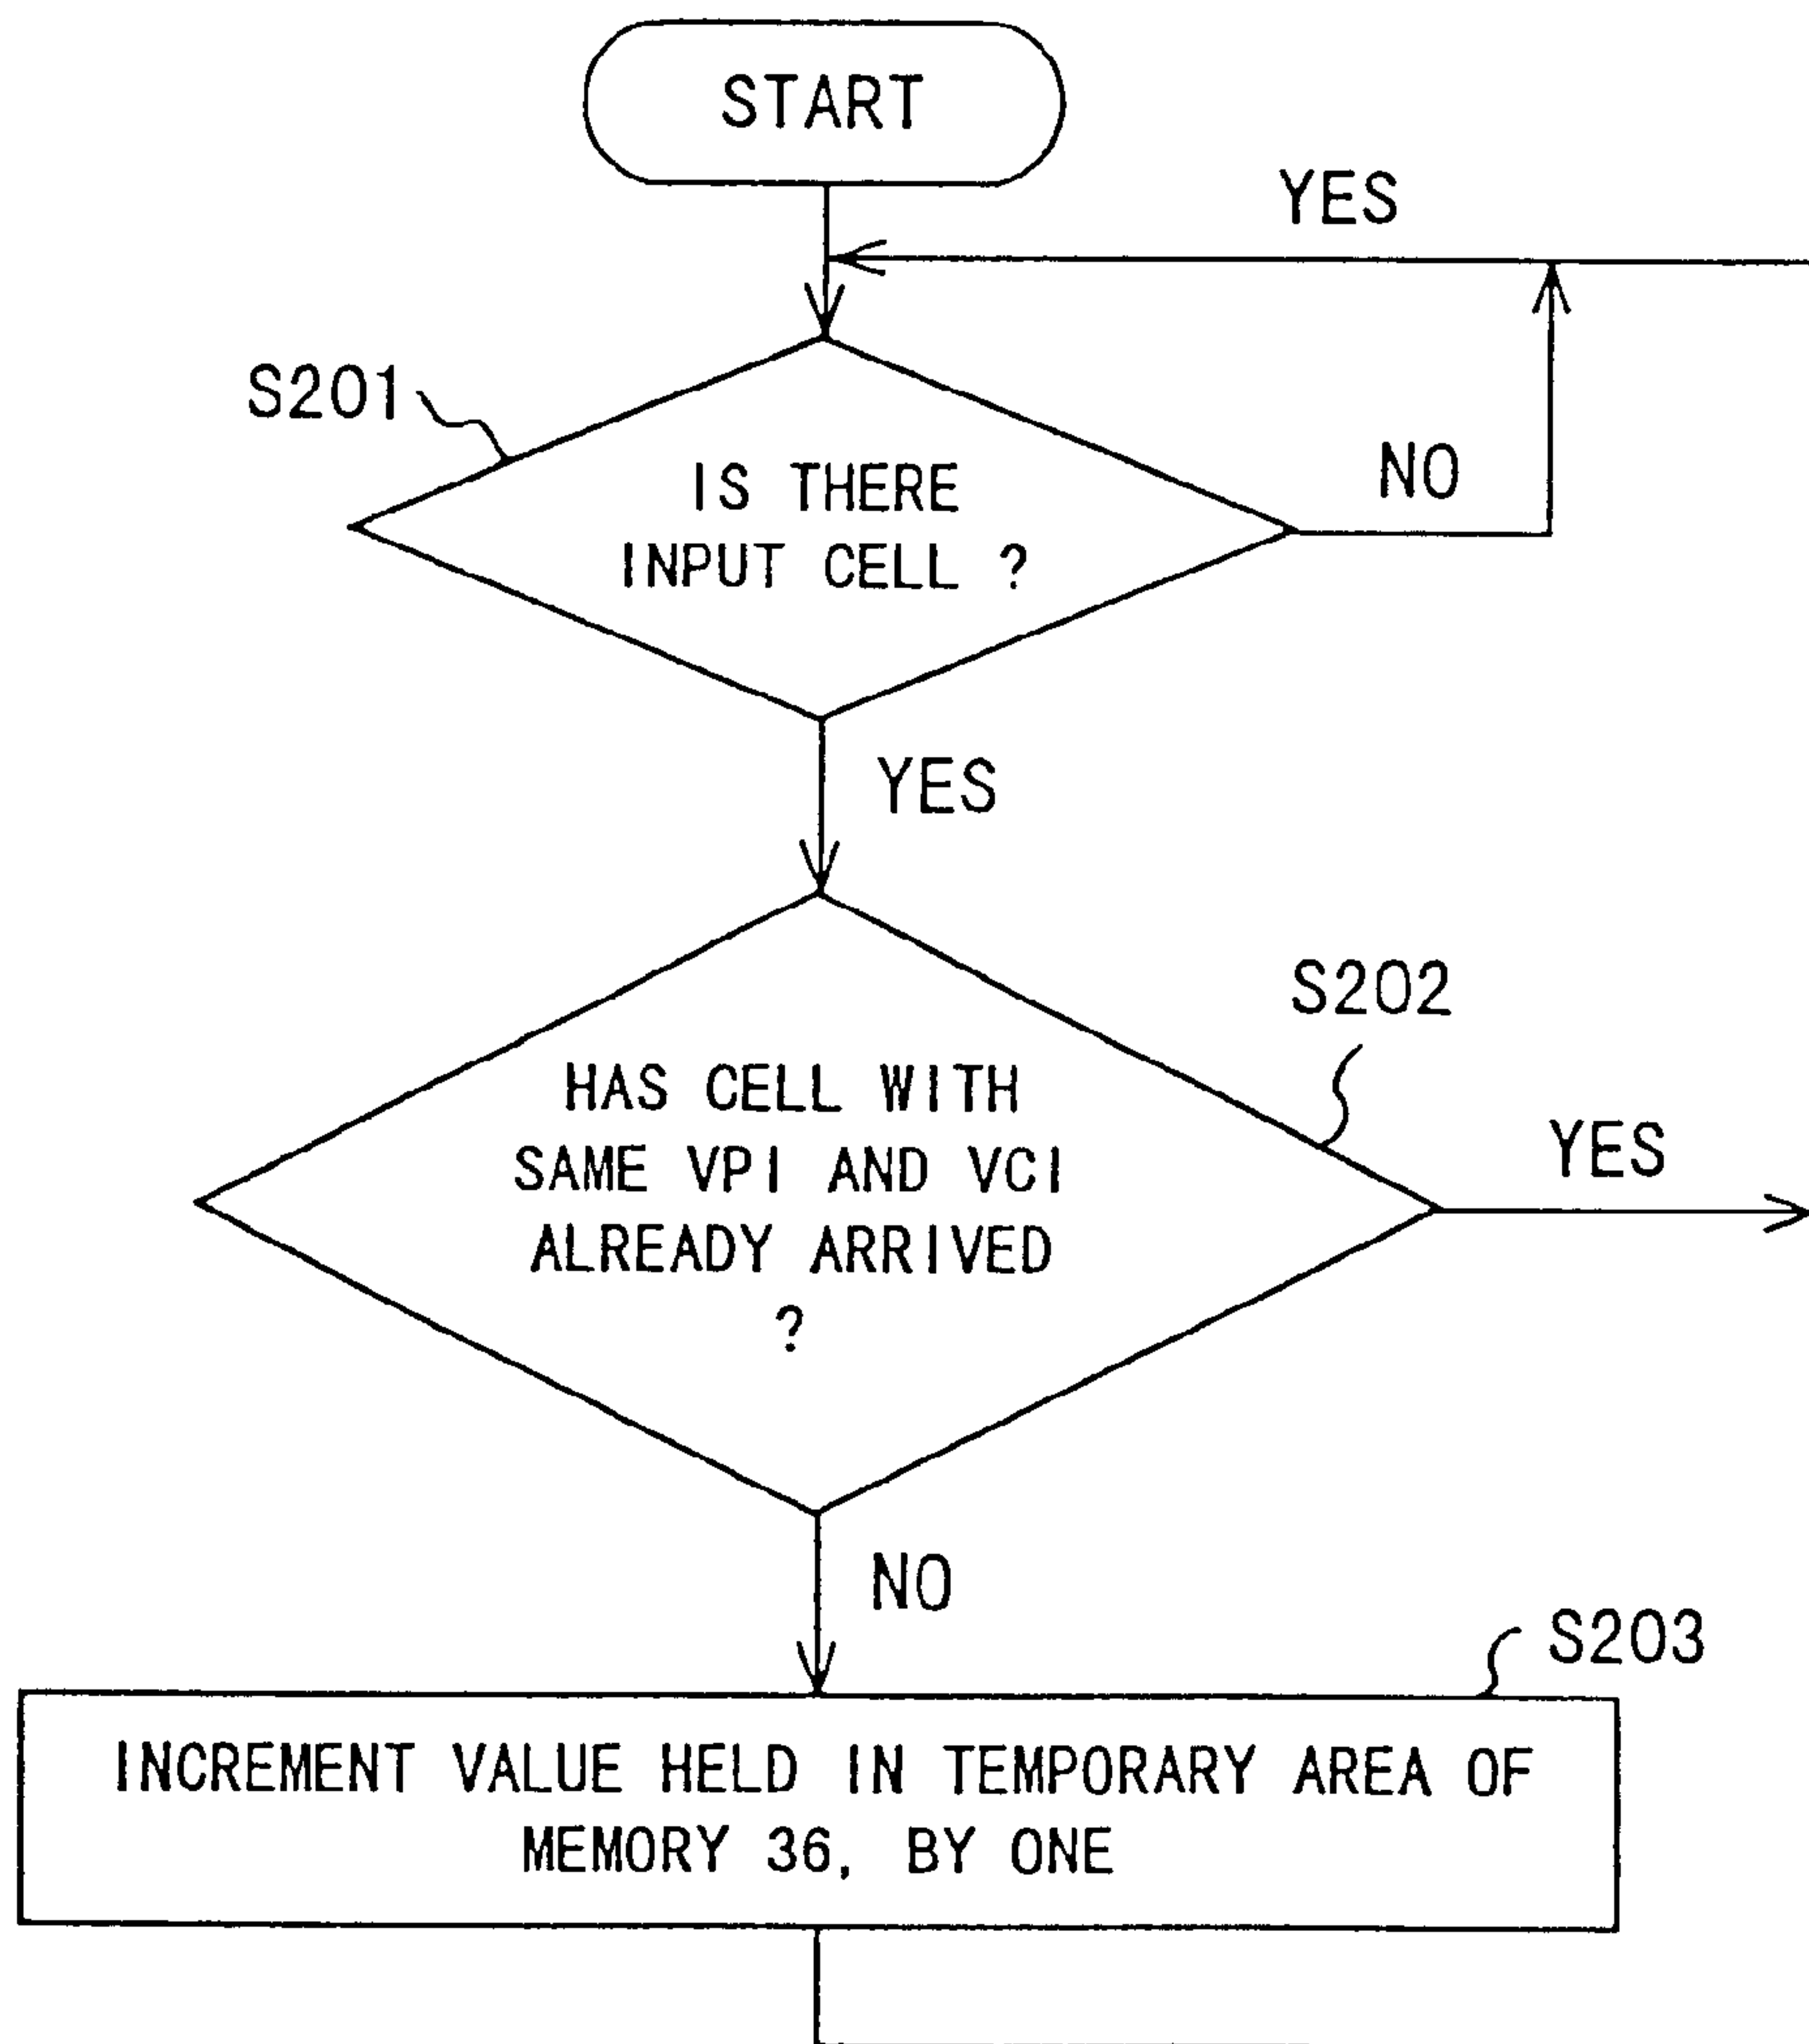 START
YES
S201
IS THERE
INPUT CELL ?
NO
YES
S202
HAS CELL WITH
SAME VPI AND VCI
ALREADY ARRIVED
?
YES
NO
S203
INCREMENT VALUE HELD IN TEMPORARY AREA OF
MEMORY 36, BY ONE